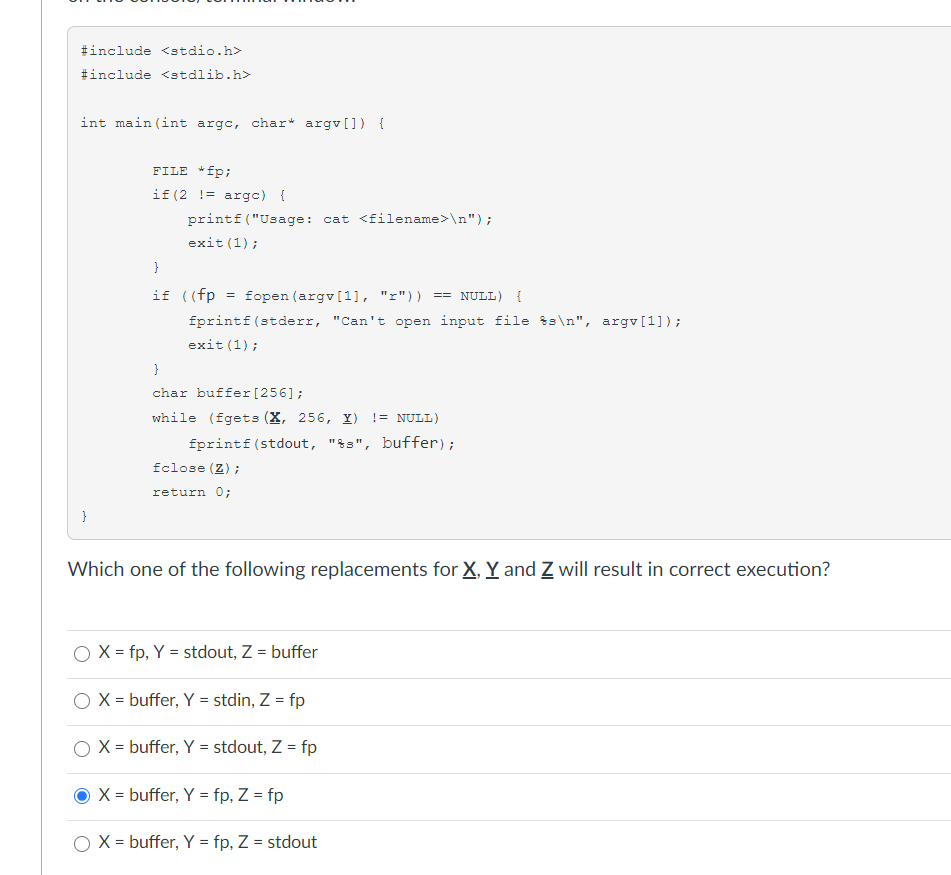 #include <stdio.h>
#include <stdlib.h>
int main(int argc, char* argv[]) {
FILE *fp;
if(2 != argc) {
printf("Usage: cat <filename>\n");
exit(1);
}
if ((fp = fopen(argv[1], "r")) == NULL) {
fprintf(stderr, "Can't open input file %s\n", argv[1]);
exit(1);
}
char buffer[256];
while (fgets(X, 256, Y) != NULL)
fprintf(stdout, "%s", buffer);
fclose(Z);
return 0;
}
Which one of the following replacements for X, Y and Z will result in correct execution?
X = fp, Y = stdout, Z = buffer
X = buffer, Y = stdin, Z = fp
X = buffer, Y = stdout, Z = fp
X = buffer, Y = fp, Z = fp
X = buffer, Y = fp, Z = stdout